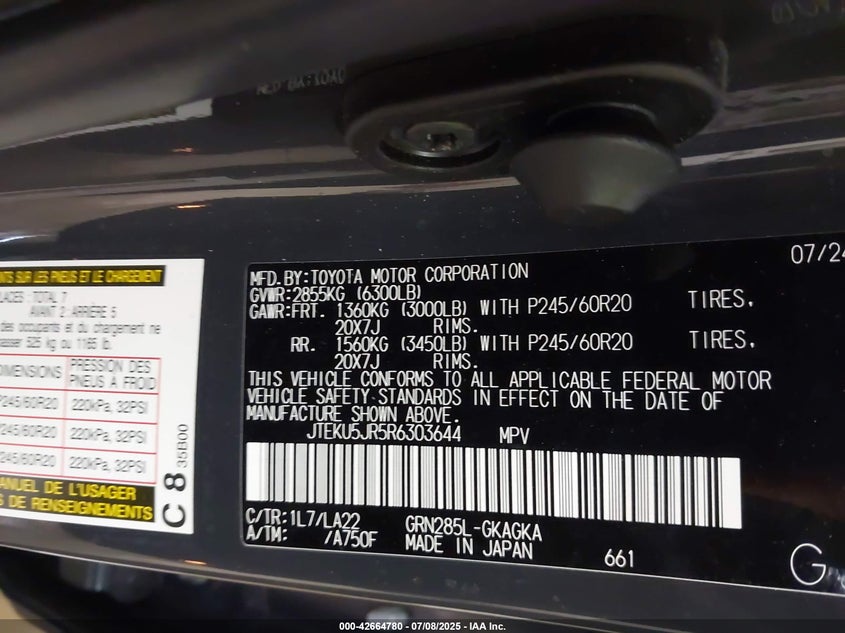 07/24
MFD.BY:TOYOTA MOTOR CORPORATION
GVWR:2855KG (6300LB)
GAWR:FRT. 1360KG (3000LB) WITH P245/60R20 TIRES.
20X7J RIMS.
RR. 1560KG (3450LB) WITH P245/60R20 TIRES.
20X7J RIMS.
THIS VEHICLE CONFORMS TO ALL APPLICABLE FEDERAL MOTOR
VEHICLE SAFETY STANDARDS IN EFFECT ON THE DATE OF
MANUFACTURE SHOWN ABOVE.
JTEKU5JR5R6303644 MPV
C/TR:1L7/LA22 GRN285L-GKAGKA
A/TM: /A750F MADE IN JAPAN
661
G
SUR LES PNEUS ET LE CHARGEMENT
TOTAL 7
AVANT 2 : ARRIÈRE 5
des occupants et du chargement ne
525 kg ou 1165 lb.
DIMENSIONS PRESSION DES
PNEUS À FROID
245/60R20 220kPa, 32PSI
245/60R20 220kPa, 32PSI
245/60R20 220kPa, 32PSI
DE L'USAGER
DE RENSEIGNEMENTS
C 8 35B00
000-42664780 - 07/08/2025 - IAA Inc.